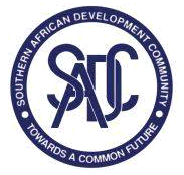 SOUTHERN AFRICAN DEVELOPMENT COMMUNITY
SADC
TOWARDS A COMMON FUTURE